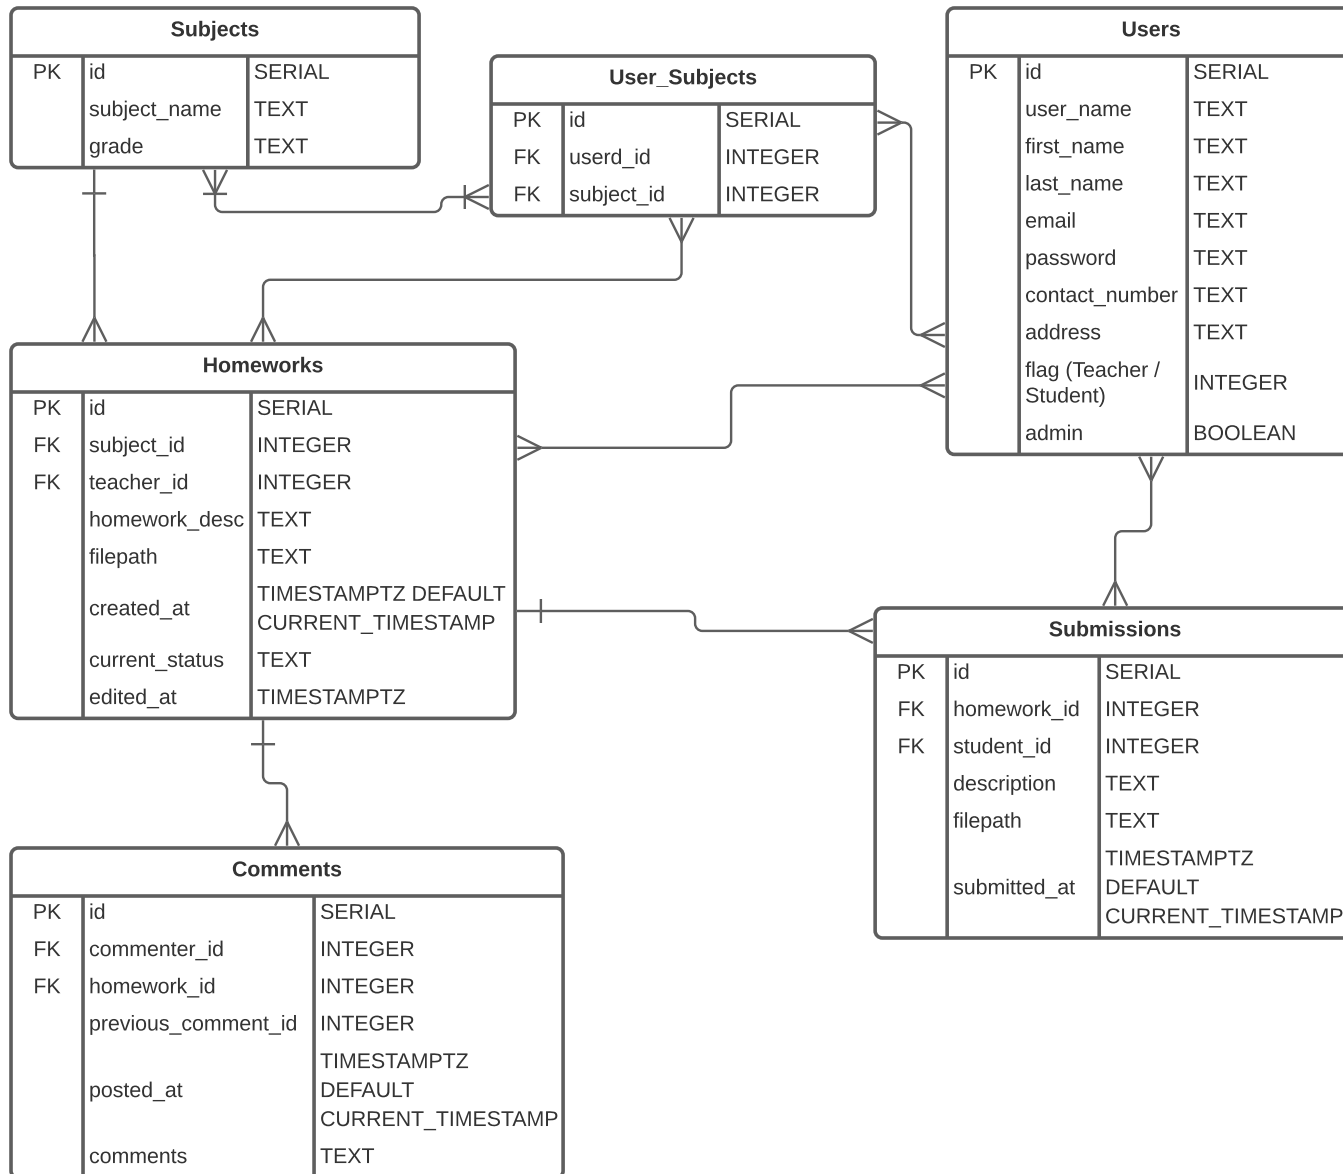 Subjects
PK id SERIAL
subject_name TEXT
grade TEXT
User_Subjects
PK id SERIAL
FK userd_id INTEGER
FK subject_id INTEGER
Users
PK id SERIAL
user_name TEXT
first_name TEXT
last_name TEXT
email TEXT
password TEXT
contact_number TEXT
address TEXT
flag (Teacher /
Student) INTEGER
admin BOOLEAN
Homeworks
PK id SERIAL
FK subject_id INTEGER
FK teacher_id INTEGER
homework_desc TEXT
filepath TEXT
created_at TIMESTAMPTZ DEFAULT
CURRENT_TIMESTAMP
current_status TEXT
edited_at TIMESTAMPTZ
Submissions
PK id SERIAL
FK homework_id INTEGER
FK student_id INTEGER
description TEXT
filepath TEXT
TIMESTAMPTZ
submitted_at DEFAULT
CURRENT_TIMESTAMP
Comments
PK id SERIAL
FK commenter_id INTEGER
FK homework_id INTEGER
previous_comment_id INTEGER
TIMESTAMPTZ
posted_at DEFAULT
CURRENT_TIMESTAMP
comments TEXT